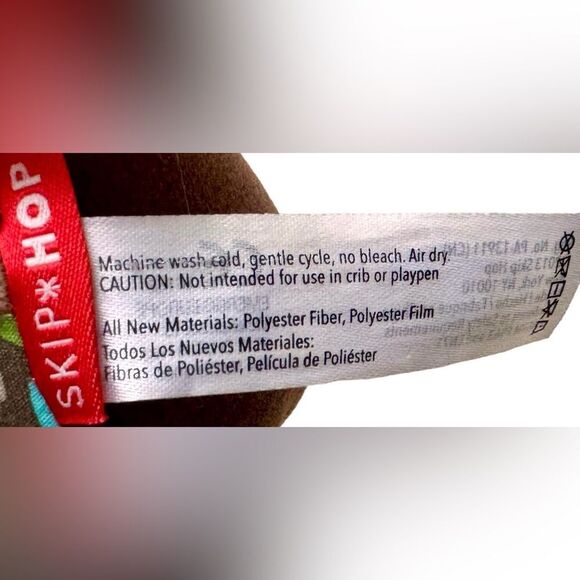 SKIP*HOP
Machine wash cold, gentle cycle, no bleach. Air dry.
CAUTION: Not intended for use in crib or playpen
All New Materials: Polyester Fiber, Polyester Film
Todos Los Nuevos Materiales:
Fibras de Poliéster, Película de Poliéster